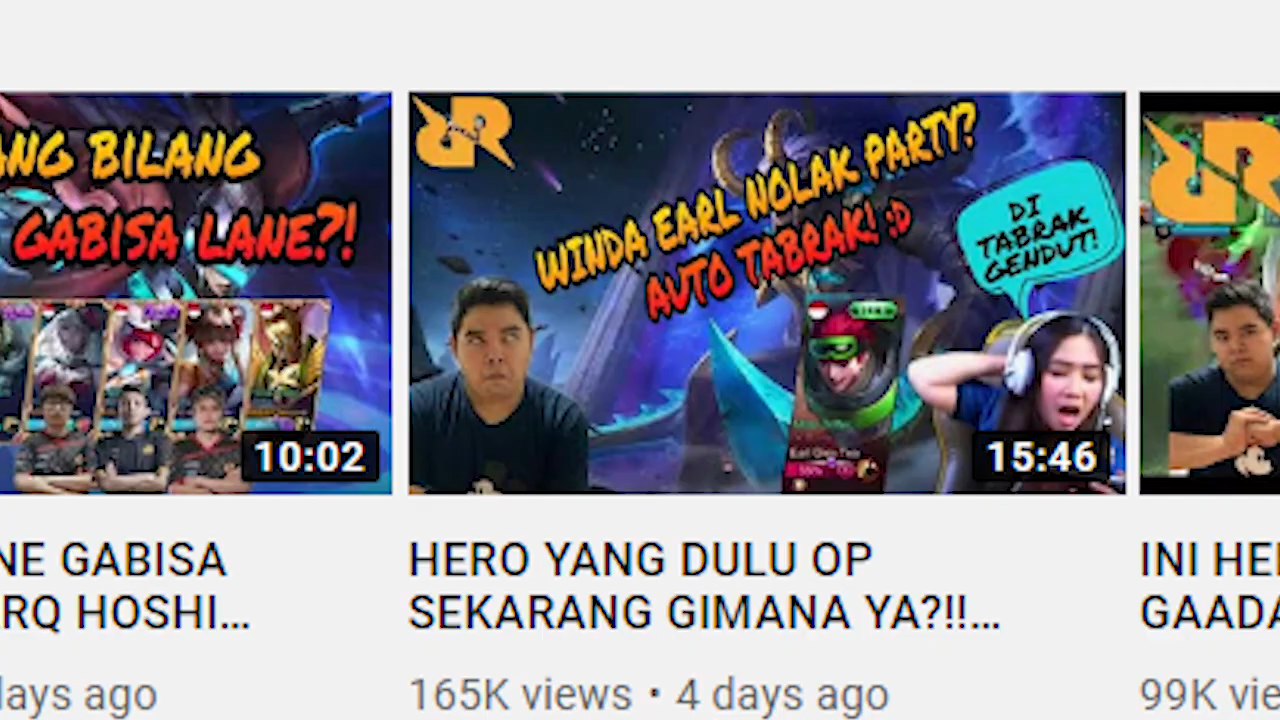 ANG BILANG
GABISA LANE?!
10:02
NE GABISA
RQ HOSHI...
days ago
WINDA EARL NOLAK PARTY?
AUTO TABRAK! :D
DI
TABRAK
GENDUT!
15:46
HERO YANG DULU OP
SEKARANG GIMANA YA?!!...
165K views • 4 days ago
INI HE
GAADA
99K vie